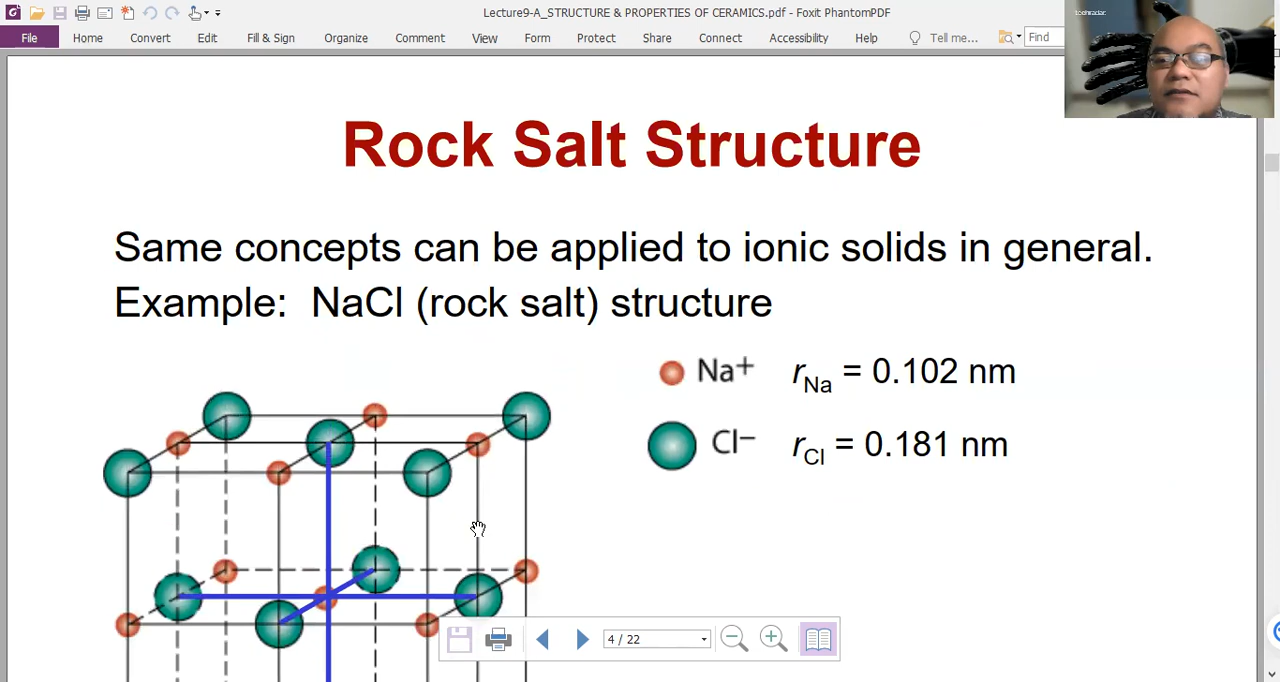 Lecture9-A_STRUCTURE & PROPERTIES OF CERAMICS.pdf - Foxit PhantomPDF
File Home Convert Edit Fill & Sign Organize Comment View Form Protect Share Connect Accessibility Help Tell me... Find
Rock Salt Structure
Same concepts can be applied to ionic solids in general.
Example: NaCl (rock salt) structure
Na+ rNa = 0.102 nm
Cl− rCl = 0.181 nm
4 / 22